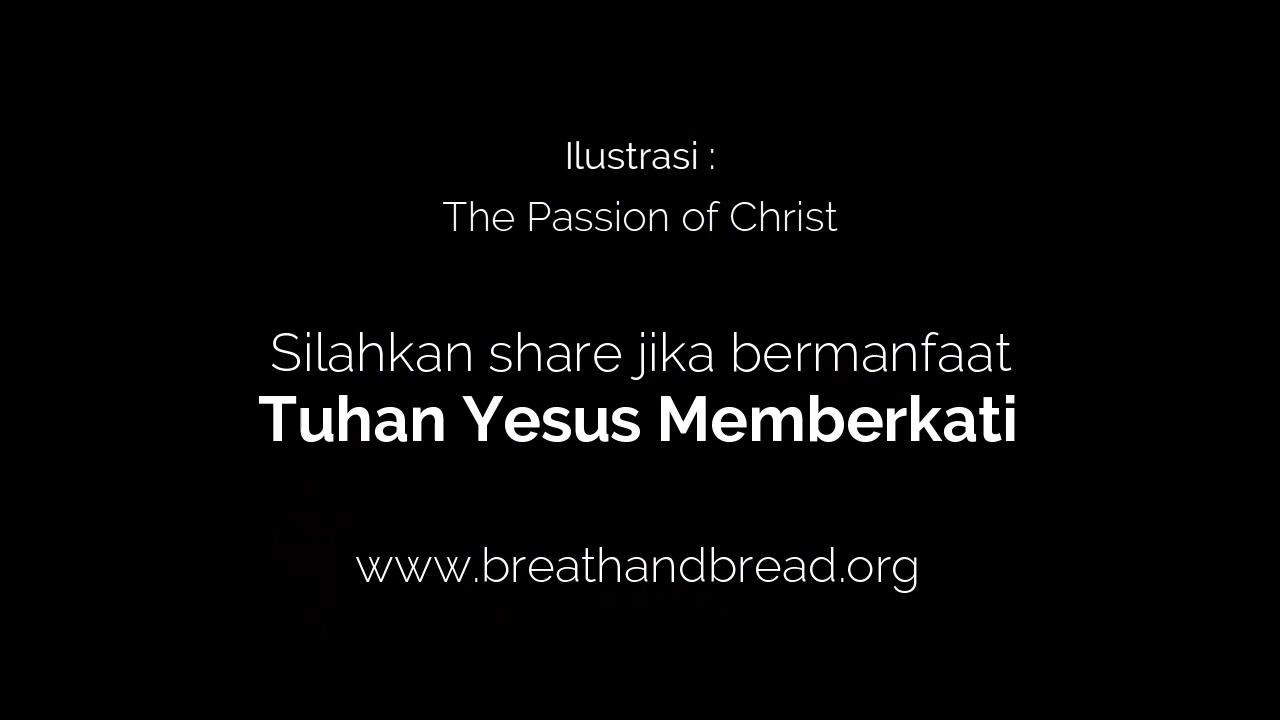 Ilustrasi :
The Passion of Christ
Silahkan share jika bermanfaat
Tuhan Yesus Memberkati
www.breathandbread.org